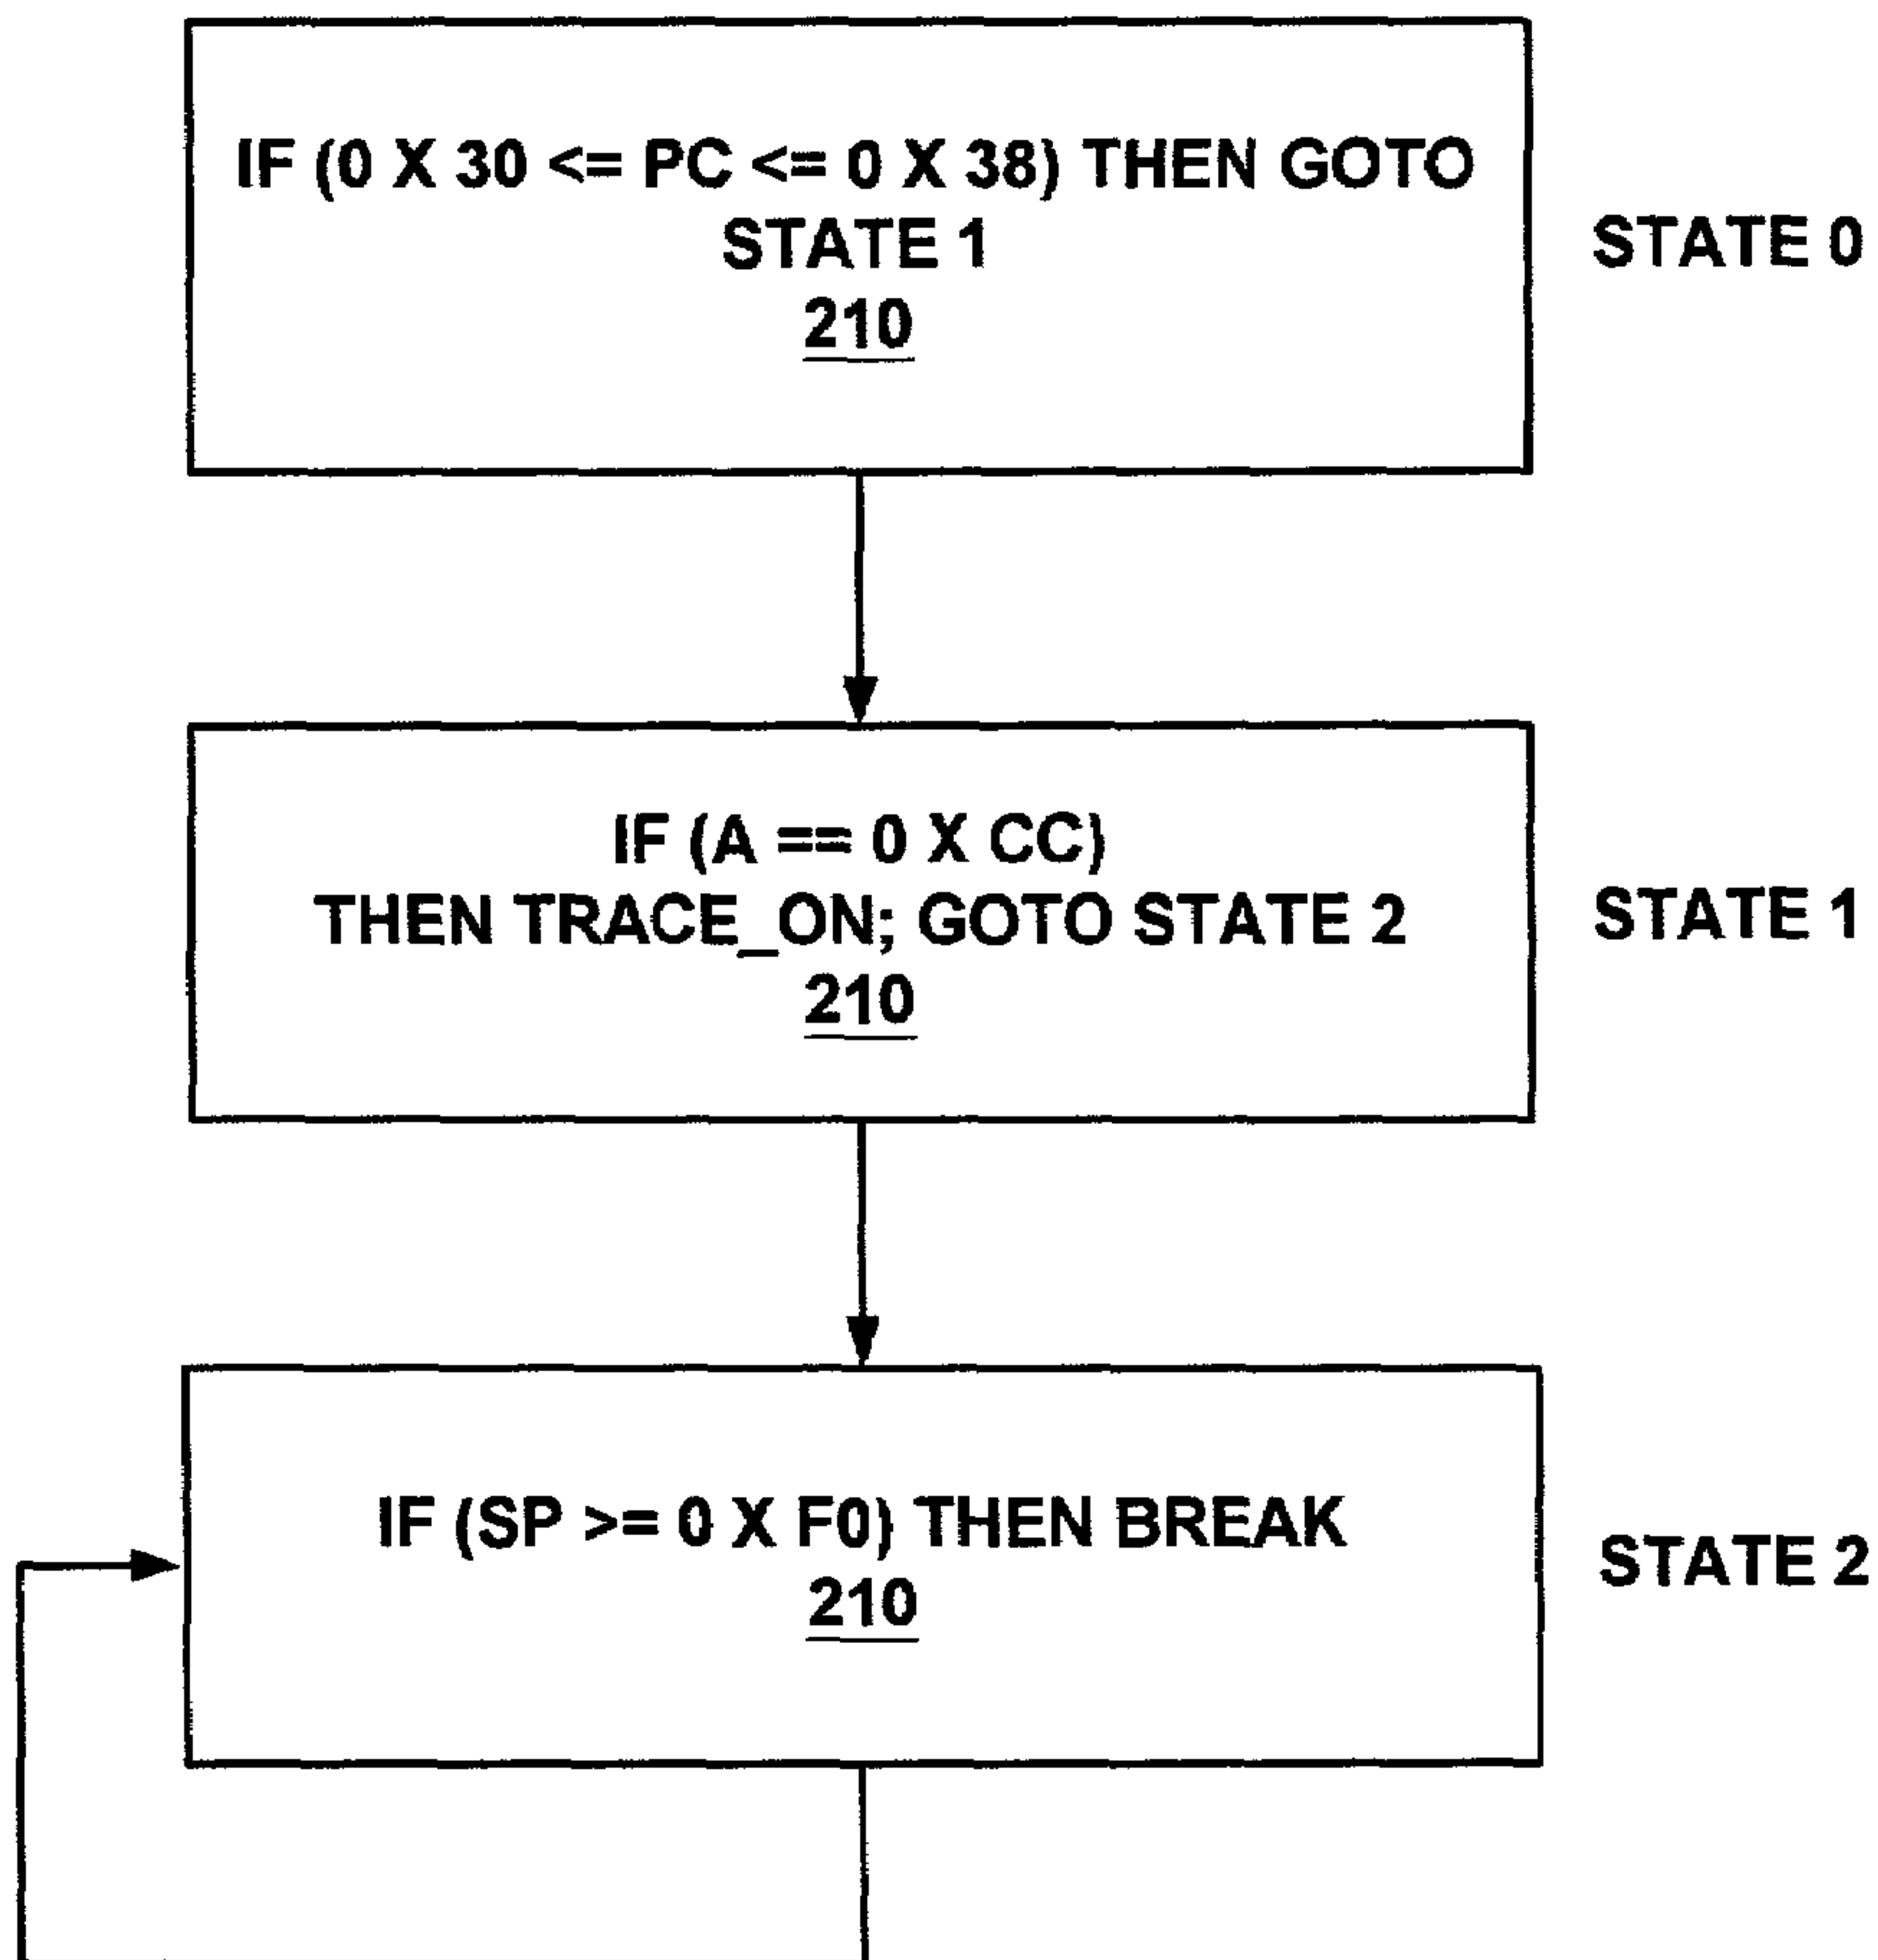 IF (0 X 30 <= PC <= 0 X 38) THEN GOTO
STATE 1
210
STATE 0
IF (A == 0 X CC)
THEN TRACE_ON; GOTO STATE 2
210
STATE 1
IF (SP >= 0 X F0) THEN BREAK
210
STATE 2